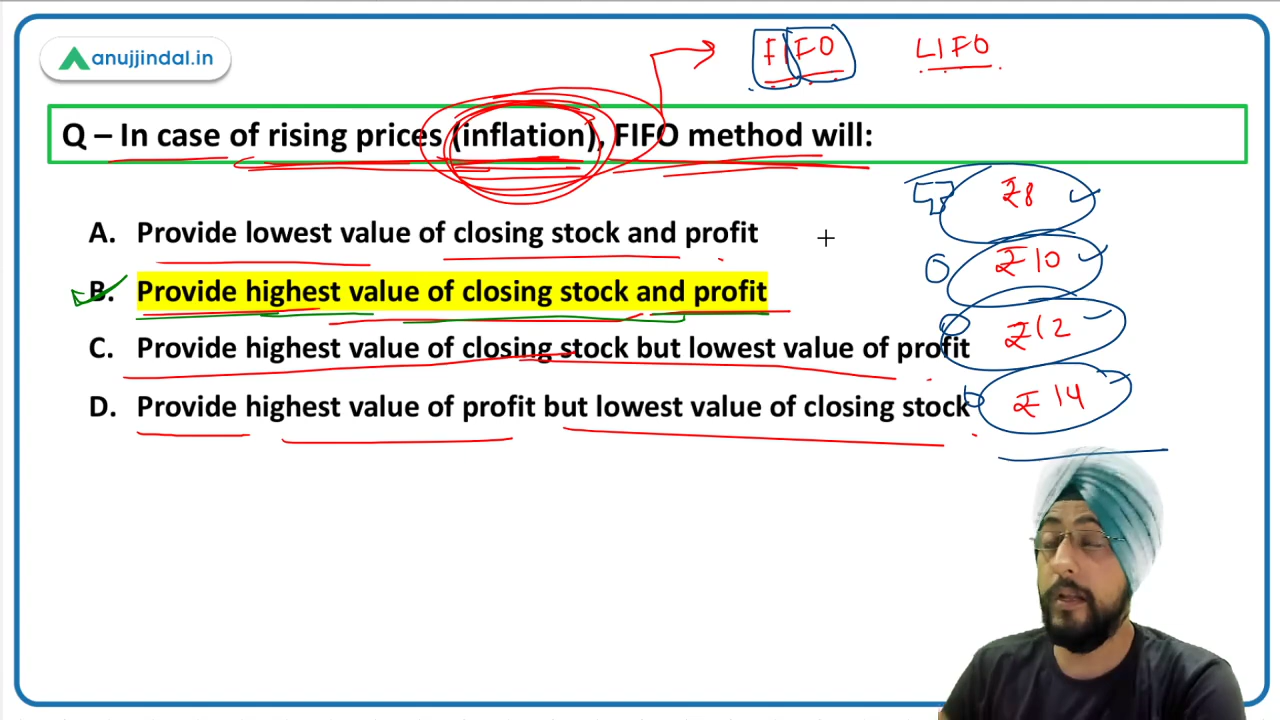 anujjindal.in
FIFO LIFO
Q – In case of rising prices (inflation), FIFO method will:
₹8
A. Provide lowest value of closing stock and profit
₹10
B. Provide highest value of closing stock and profit
₹12
C. Provide highest value of closing stock but lowest value of profit
₹14
D. Provide highest value of profit but lowest value of closing stock